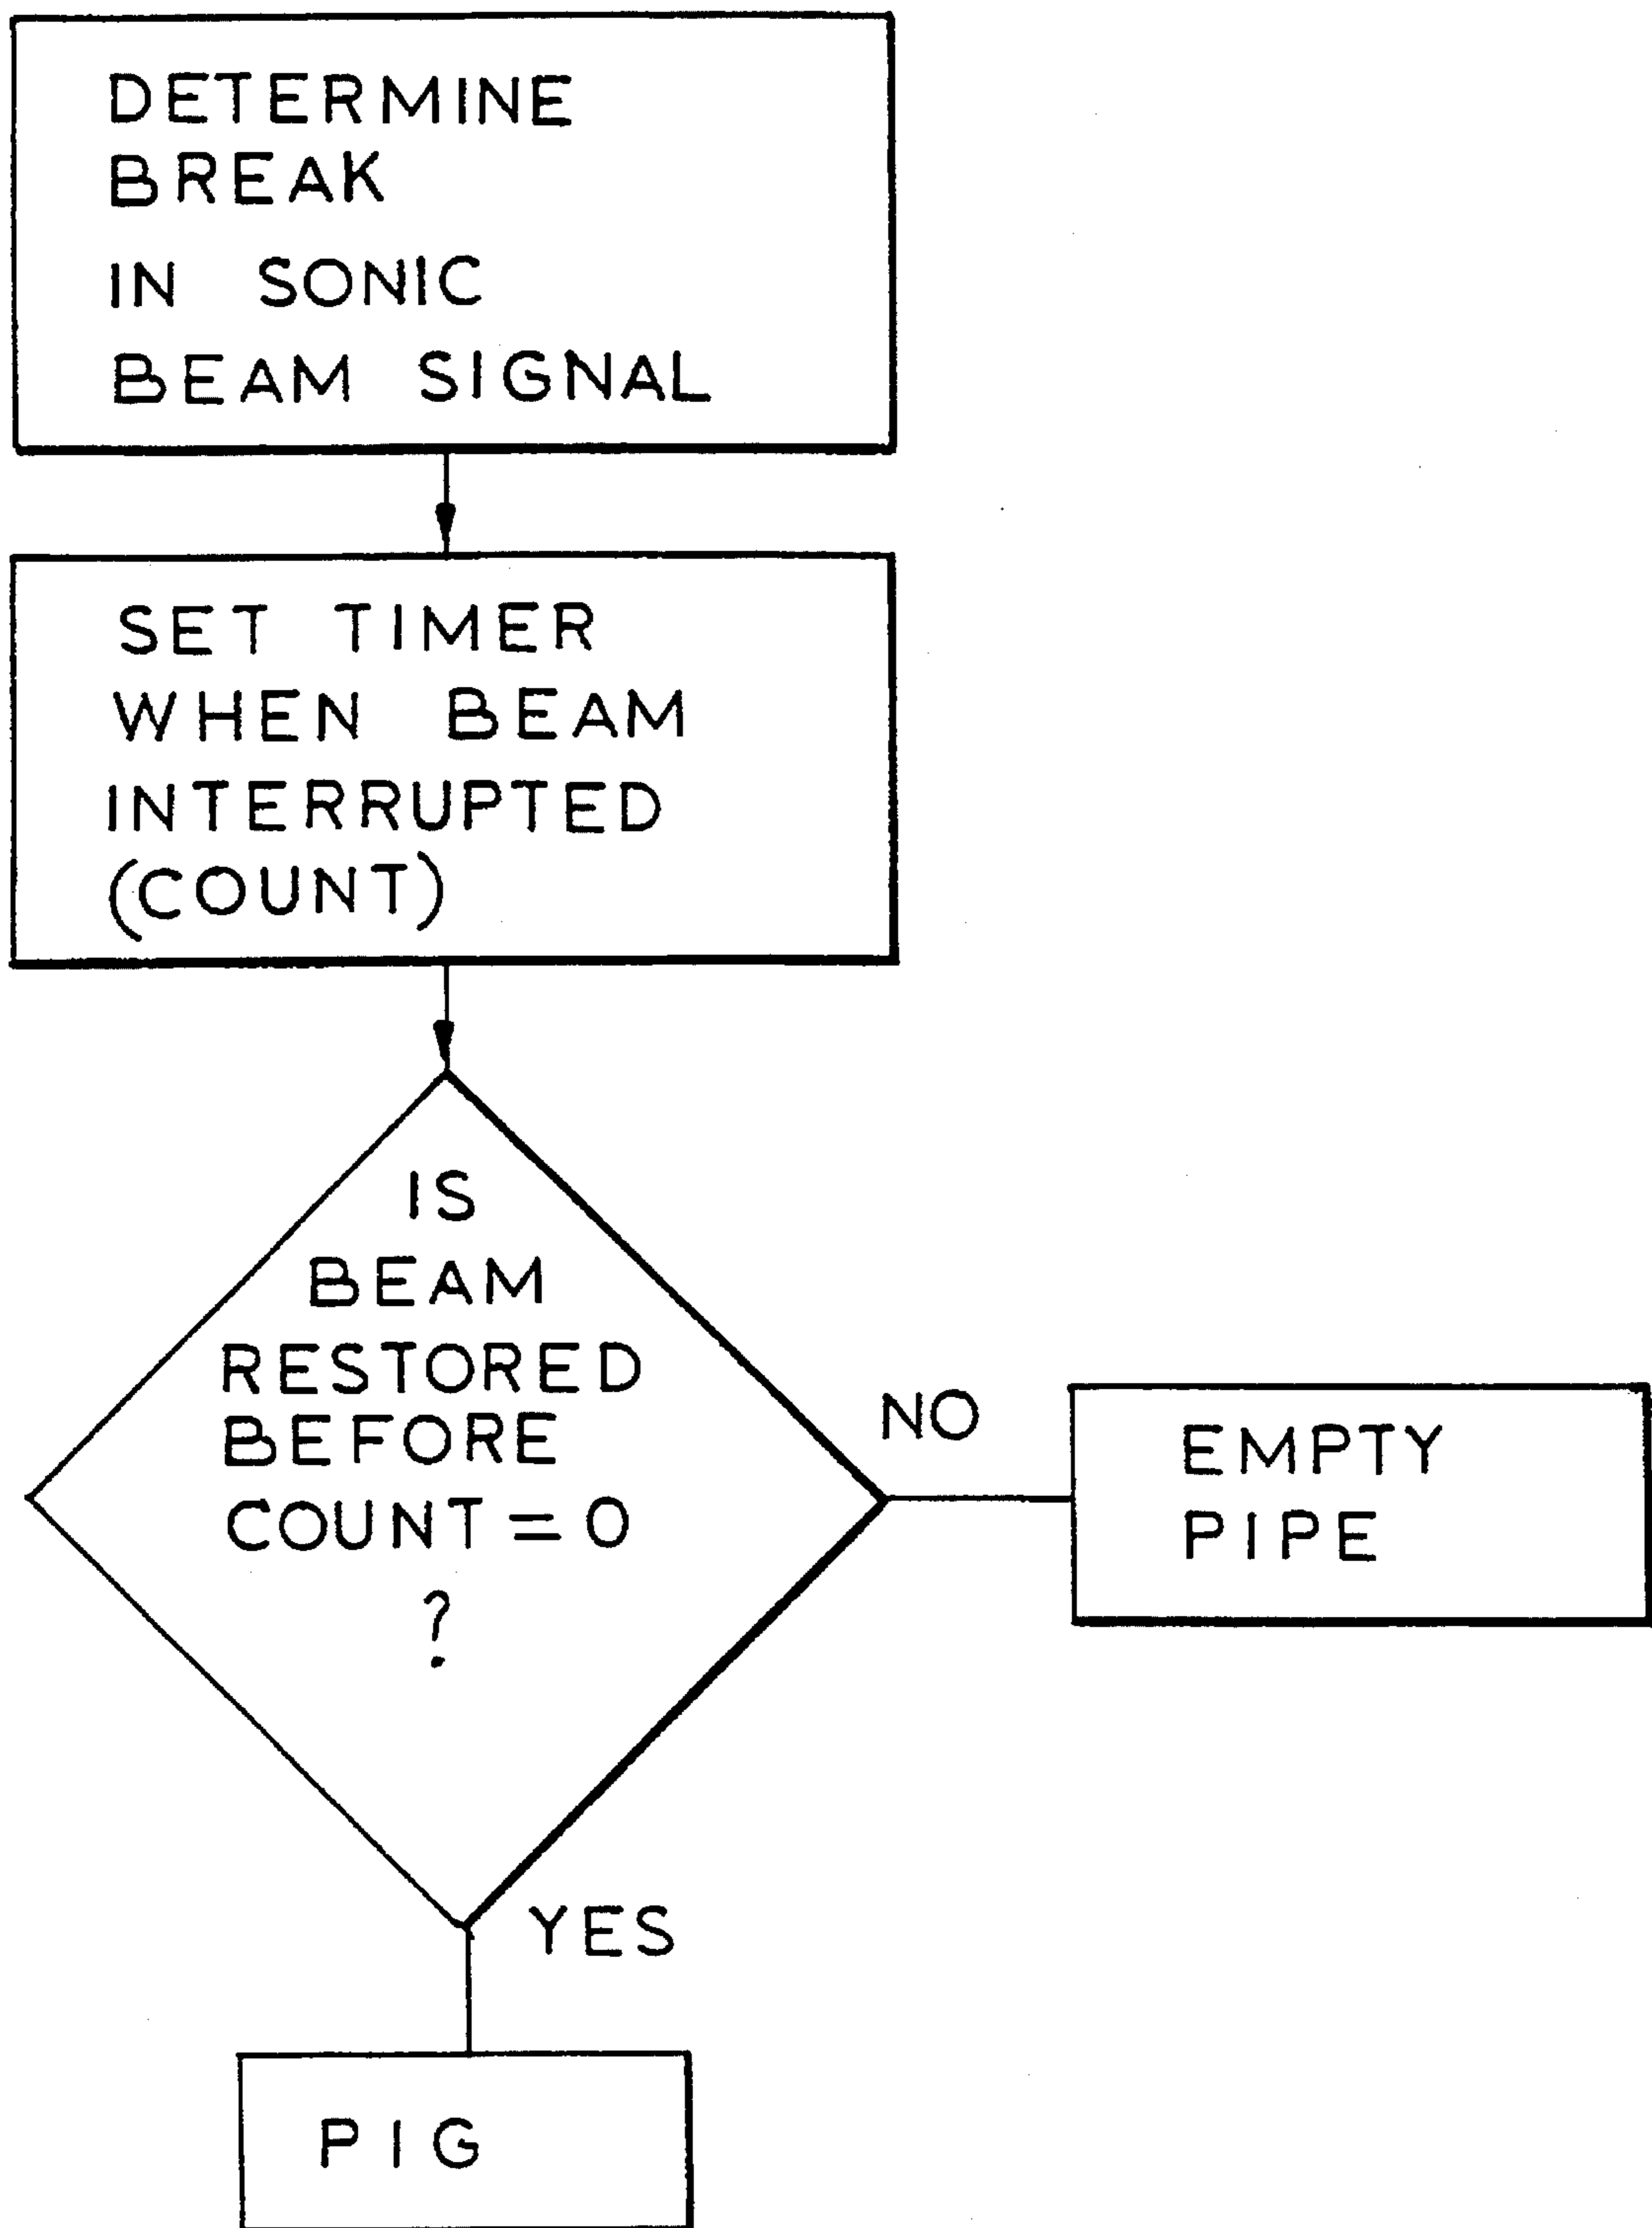 DETERMINE
BREAK
IN SONIC
BEAM SIGNAL
SET TIMER
WHEN BEAM
INTERRUPTED
(COUNT)
IS
BEAM
RESTORED
BEFORE
COUNT = 0
?
NO
EMPTY
PIPE
YES
PIG